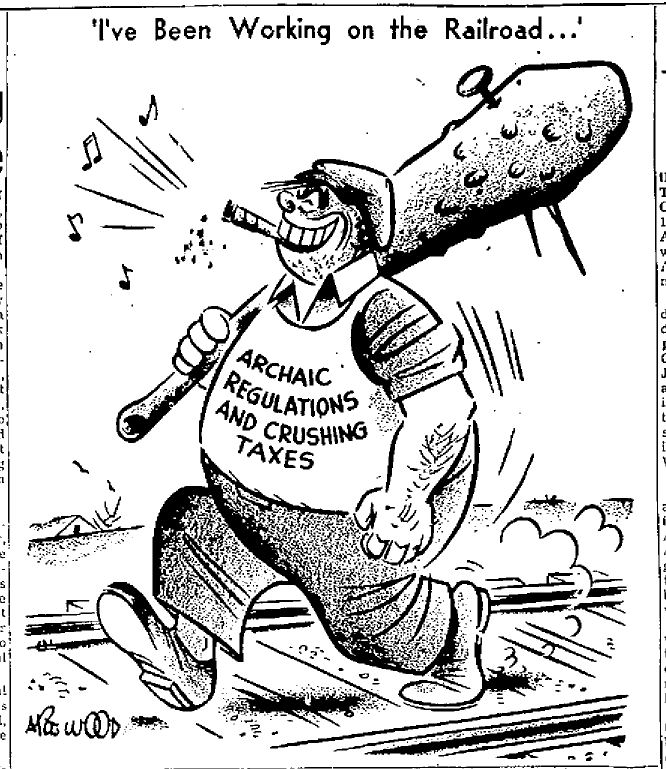 'I've Been Working on the Railroad...'
ARCHAIC
REGULATIONS
AND CRUSHING
TAXES